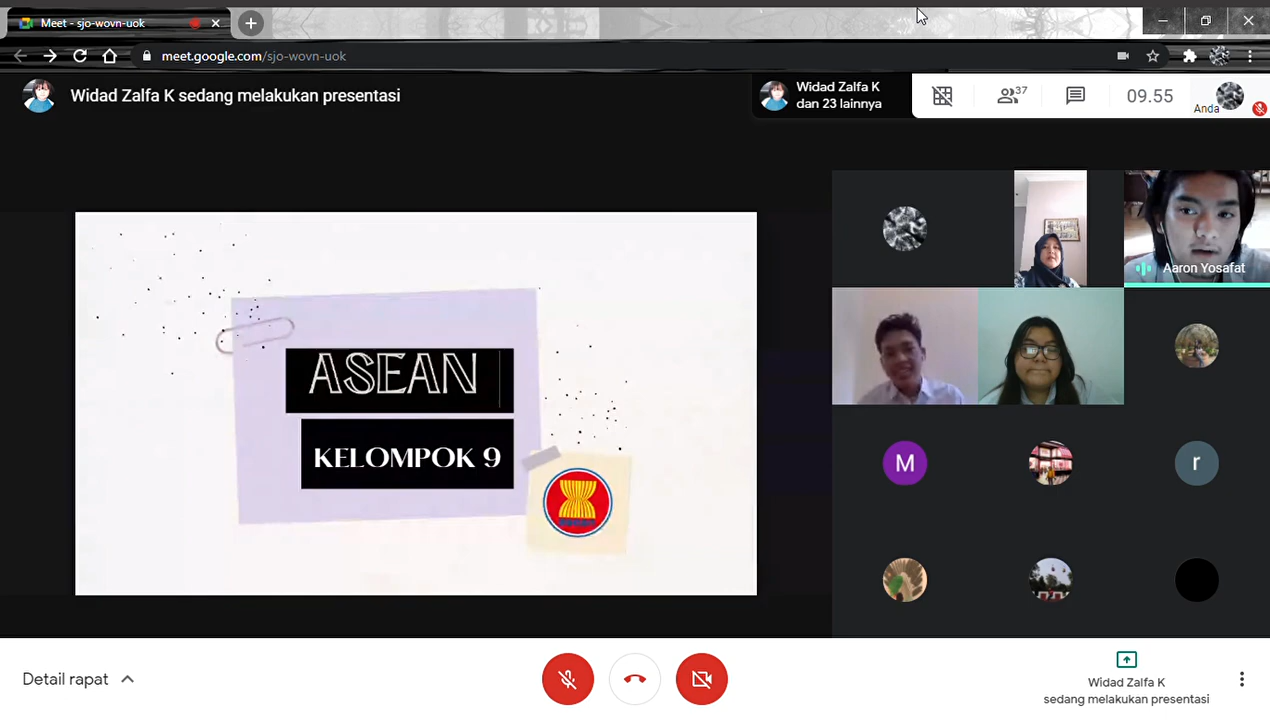 Meet - sjo-wovn-uok
meet.google.com/sjo-wovn-uok
Widad Zalfa K sedang melakukan presentasi
Widad Zalfa K
dan 23 lainnya
37
09.55
Anda
Aaron Yosafat
ASEAN
KELOMPOK 9
M
r
Detail rapat
Widad Zalfa K
sedang melakukan presentasi